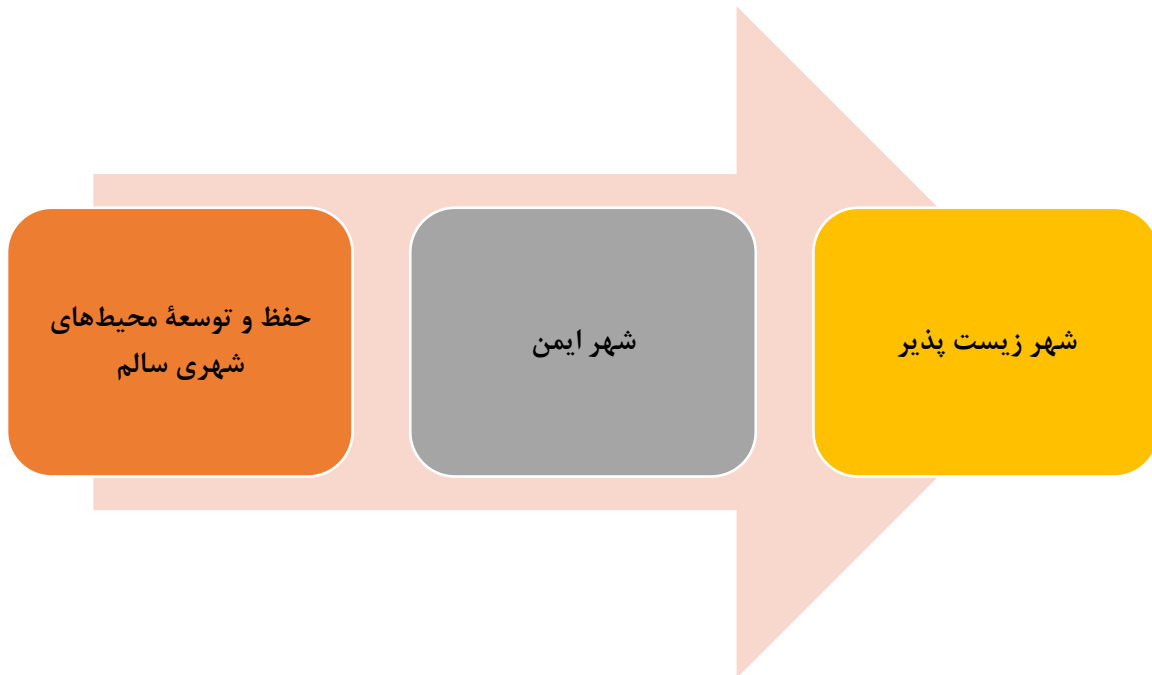 حفظ و توسعهٔ محیط‌های
شهری سالم
شهر ایمن
شهر زیست پذیر